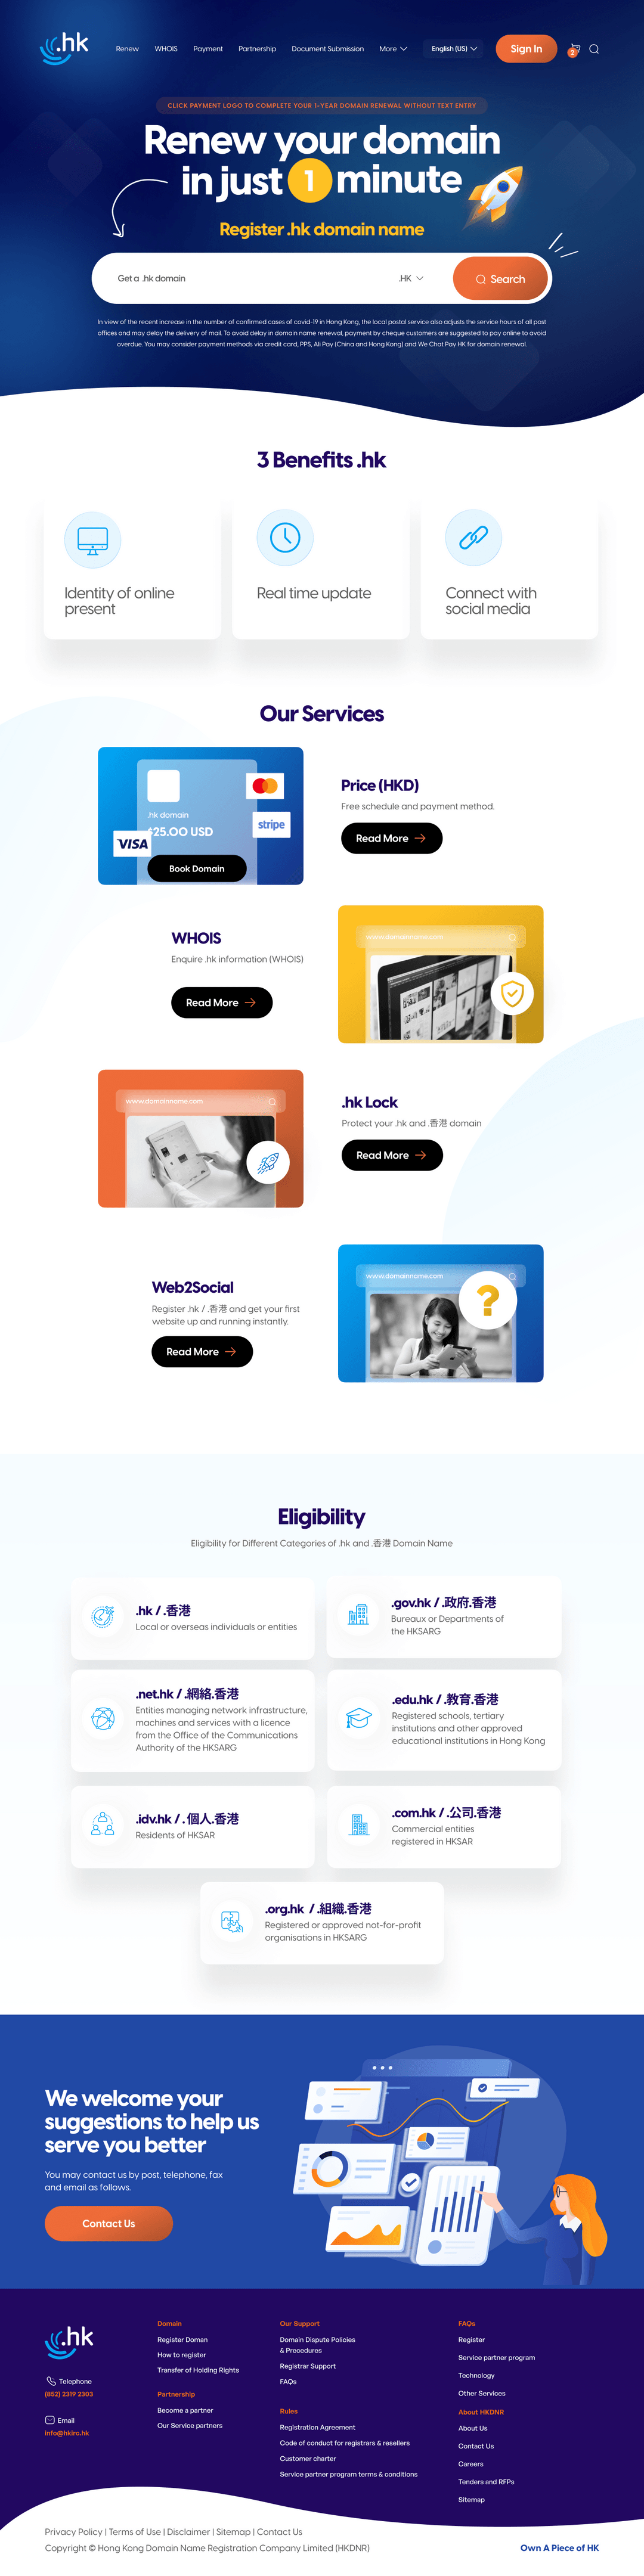 .hk
Renew WHOIS Payment Partnership Document Submission More English (US) Sign In 2
CLICK PAYMENT LOGO TO COMPLETE YOUR 1-YEAR DOMAIN RENEWAL WITHOUT TEXT ENTRY
Renew your domain
in just 1 minute
Register .hk domain name
Get a .hk domain .HK Search
In view of the recent increase in the number of confirmed cases of covid-19 in Hong Kong, the local postal service also adjusts the service hours of all post
offices and may delay the delivery of mail. To avoid delay in domain name renewal, payment by cheque customers are suggested to pay online to avoid
overdue. You may consider payment methods via credit card, PPS, Ali Pay (China and Hong Kong) and We Chat Pay HK for domain renewal.
3 Benefits .hk
Identity of online
present
Real time update
Connect with
social media
Our Services
.hk domain
$25.00 USD
stripe
VISA
Book Domain
Price (HKD)
Free schedule and payment method.
Read More
WHOIS
Enquire .hk information (WHOIS)
Read More
www.domainname.com
www.domainname.com
.hk Lock
Protect your .hk and .香港 domain
Read More
Web2Social
Register .hk / .香港 and get your first
website up and running instantly.
Read More
www.domainname.com
?
Eligibility
Eligibility for Different Categories of .hk and .香港 Domain Name
.hk / .香港
Local or overseas individuals or entities
.gov.hk / .政府.香港
Bureaux or Departments of
the HKSARG
.net.hk / .網絡.香港
Entities managing network infrastructure,
machines and services with a licence
from the Office of the Communications
Authority of the HKSARG
.edu.hk / .教育.香港
Registered schools, tertiary
institutions and other approved
educational institutions in Hong Kong
.idv.hk / . 個人.香港
Residents of HKSAR
.com.hk / .公司.香港
Commercial entities
registered in HKSAR
.org.hk / .組織.香港
Registered or approved not-for-profit
organisations in HKSARG
We welcome your
suggestions to help us
serve you better
You may contact us by post, telephone, fax
and email as follows.
Contact Us
.hk
Telephone
(852) 2319 2303
Email
info@hkirc.hk
Domain
Register Doman
How to register
Transfer of Holding Rights
Partnership
Become a partner
Our Service partners
Our Support
Domain Dispute Policies
& Precedures
Registrar Support
FAQs
Rules
Registration Agreement
Code of conduct for registrars & resellers
Customer charter
Service partner program terms & conditions
FAQs
Register
Service partner program
Technology
Other Services
About HKDNR
About Us
Contact Us
Careers
Tenders and RFPs
Sitemap
Privacy Policy | Terms of Use | Disclaimer | Sitemap | Contact Us
Copyright © Hong Kong Domain Name Registration Company Limited (HKDNR)
Own A Piece of HK